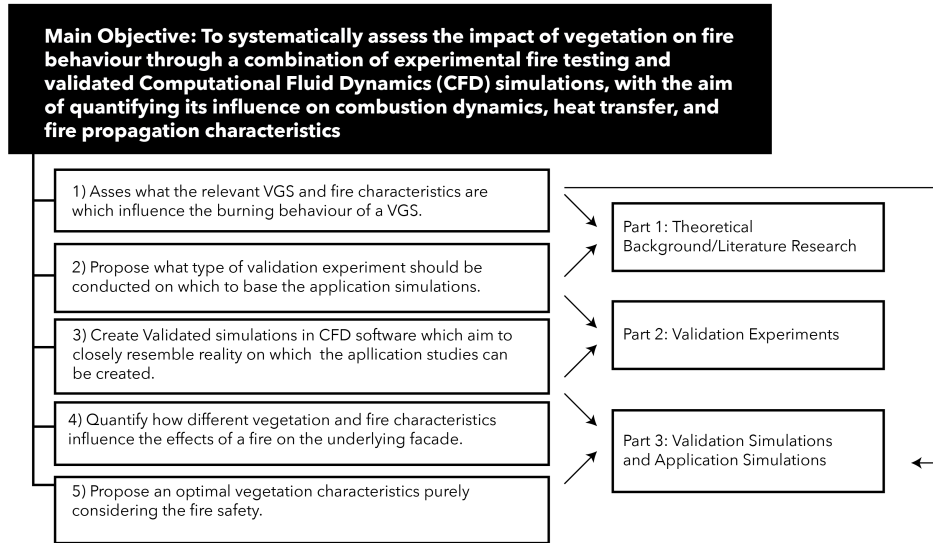 Main Objective: To systematically assess the impact of vegetation on fire
behaviour through a combination of experimental fire testing and
validated Computational Fluid Dynamics (CFD) simulations, with the aim
of quantifying its influence on combustion dynamics, heat transfer, and
fire propagation characteristics
1) Asses what the relevant VGS and fire characteristics are
which influence the burning behaviour of a VGS.
2) Propose what type of validation experiment should be
conducted on which to base the application simulations.
3) Create Validated simulations in CFD software which aim to
closely resemble reality on which the apllication studies can
be created.
4) Quantify how different vegetation and fire characteristics
influence the effects of a fire on the underlying facade.
5) Propose an optimal vegetation characteristics purely
considering the fire safety.
Part 1: Theoretical
Background/Literature Research
Part 2: Validation Experiments
Part 3: Validation Simulations
and Application Simulations